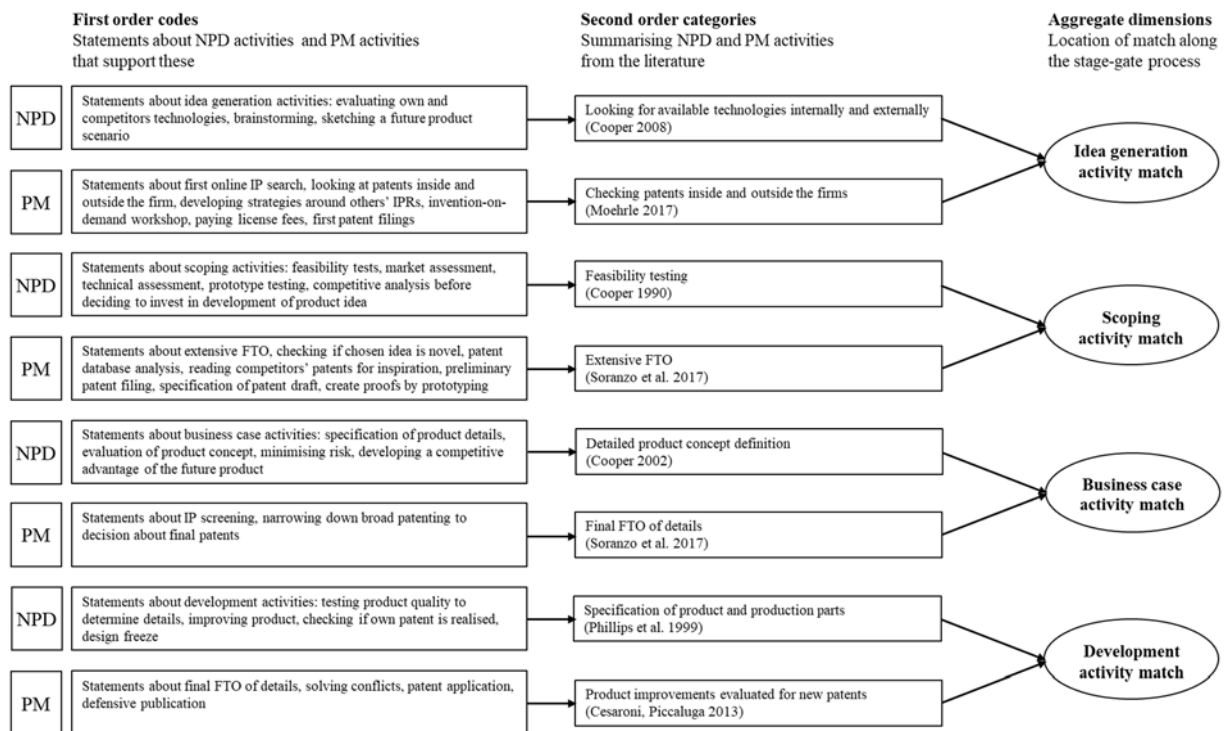 First order codes
Statements about NPD activities and PM activities
that support these
Second order categories
Summarising NPD and PM activities
from the literature
Aggregate dimensions
Location of match along
the stage-gate process
NPD
Statements about idea generation activities: evaluating own and
competitors technologies, brainstorming, sketching a future product
scenario
Looking for available technologies internally and externally
(Cooper 2008)
Idea generation
activity match
PM
Statements about first online IP search, looking at patents inside and
outside the firm, developing strategies around others' IPRs, invention-on-
demand workshop, paying license fees, first patent filings
Checking patents inside and outside the firms
(Moehrle 2017)
NPD
Statements about scoping activities: feasibility tests, market assessment,
technical assessment, prototype testing, competitive analysis before
deciding to invest in development of product idea
Feasibility testing
(Cooper 1990)
Scoping
activity match
PM
Statements about extensive FTO, checking if chosen idea is novel, patent
database analysis, reading competitors' patents for inspiration, preliminary
patent filing, specification of patent draft, create proofs by prototyping
Extensive FTO
(Soranzo et al. 2017)
NPD
Statements about business case activities: specification of product details,
evaluation of product concept, minimising risk, developing a competitive
advantage of the future product
Detailed product concept definition
(Cooper 2002)
Business case
activity match
PM
Statements about IP screening, narrowing down broad patenting to
decision about final patents
Final FTO of details
(Soranzo et al. 2017)
NPD
Statements about development activities: testing product quality to
determine details, improving product, checking if own patent is realised,
design freeze
Specification of product and production parts
(Phillips et al. 1999)
Development
activity match
PM
Statements about final FTO of details, solving conflicts, patent application,
defensive publication
Product improvements evaluated for new patents
(Cesaroni, Piccaluga 2013)